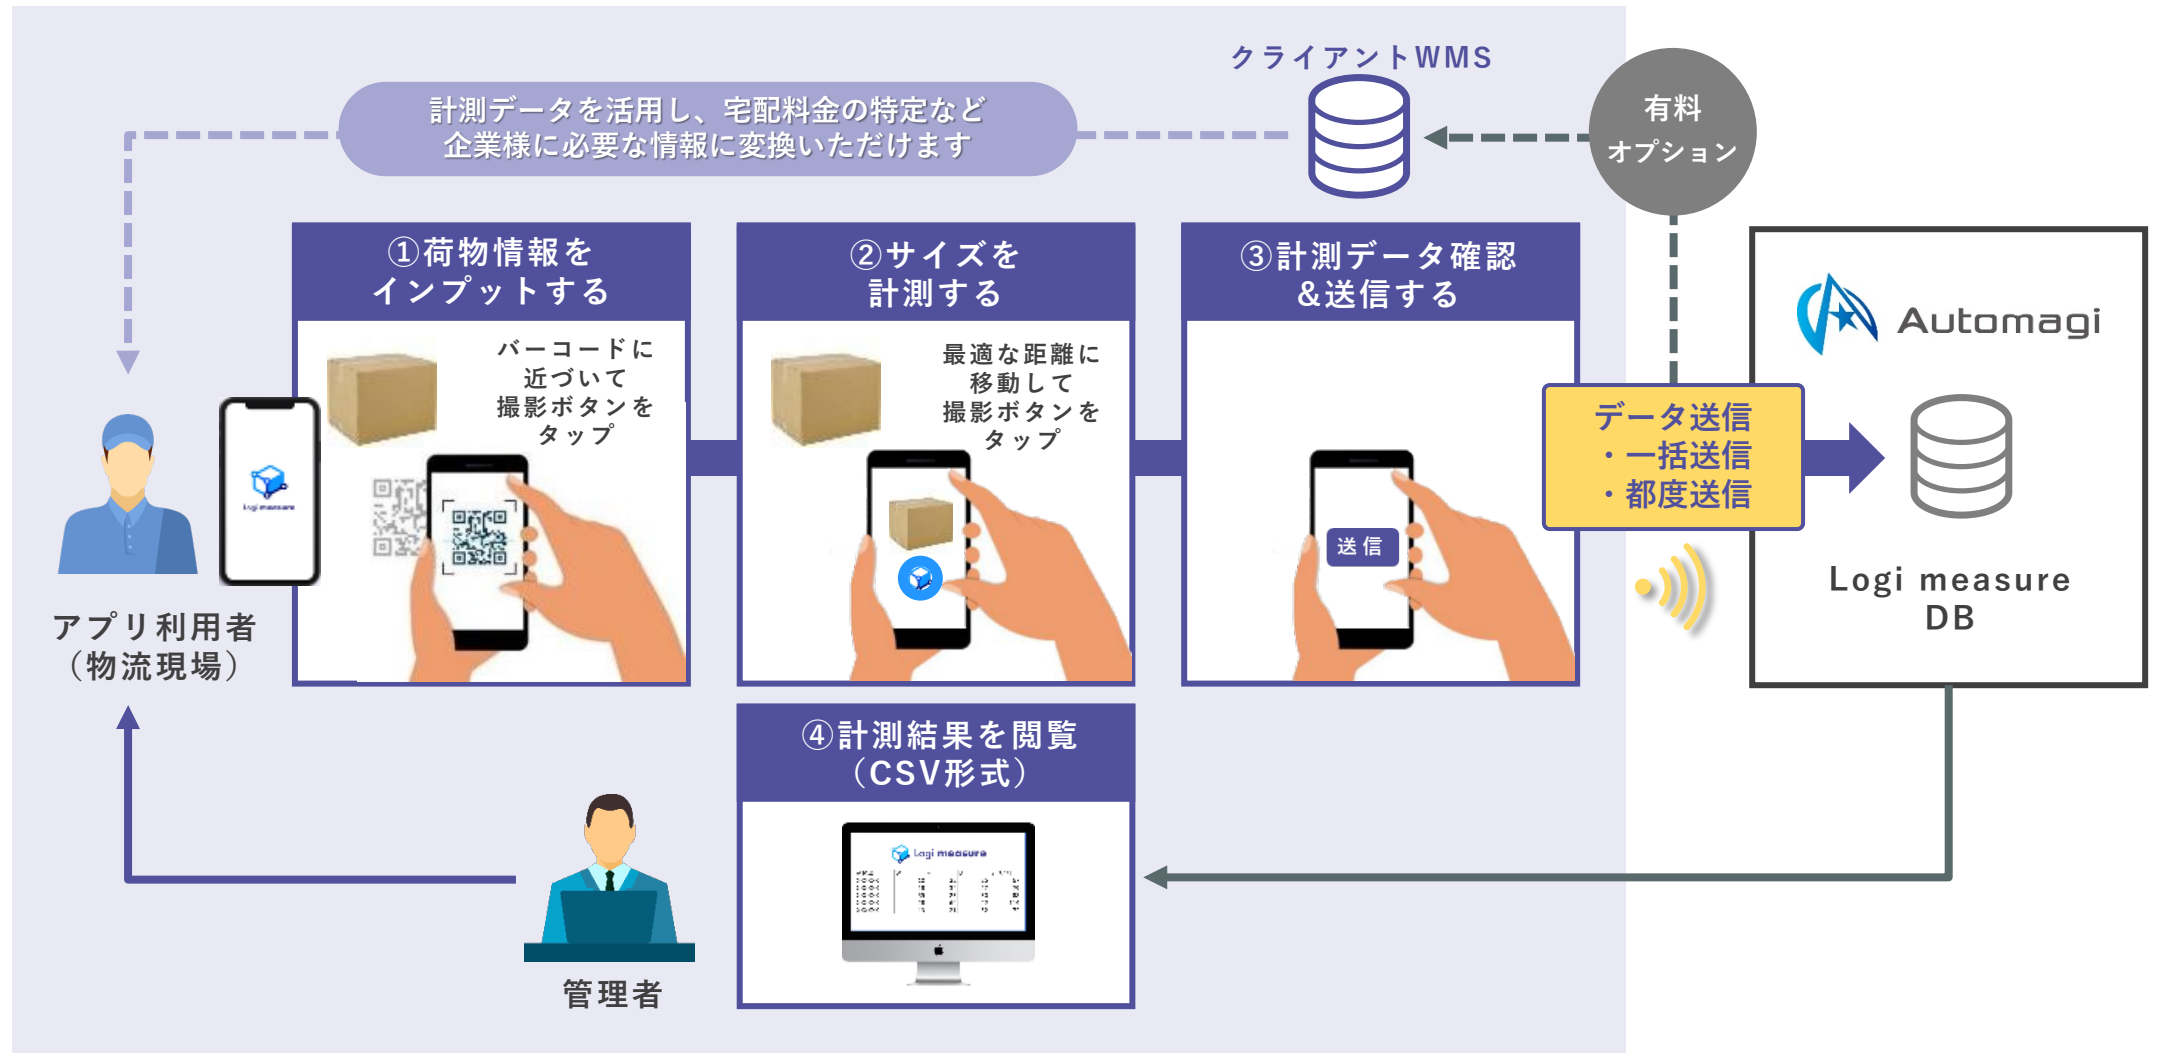 クライアントWMS
計測データを活用し、宅配料金の特定など
企業様に必要な情報に変換いただけます
有料
オプション
①荷物情報を
インプットする
バーコードに
近づいて
撮影ボタンを
タップ
②サイズを
計測する
最適な距離に
移動して
撮影ボタンを
タップ
③計測データ確認
&送信する
送信
データ送信
・一括送信
・都度送信
Automagi
Logi measure
DB
Logi measure
アプリ利用者
（物流現場）
④計測結果を閲覧
（CSV形式）
Logi measure
管理者